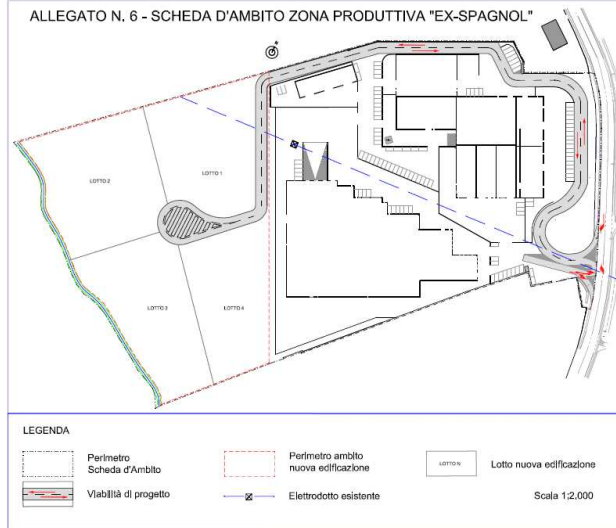 ALLEGATO N. 6 - SCHEDA D'AMBITO ZONA PRODUTTIVA "EX-SPAGNOL"
LOTTO 2
LOTTO 1
LOTTO 3
LOTTO 4
LEGENDA
Perimetro
Scheda d'Ambito
Perimetro ambito
nuova edificazione
LOTTO N
Lotto nuova edificazione
Viabilità di progetto
Elettrodotto esistente
Scala 1:2,000